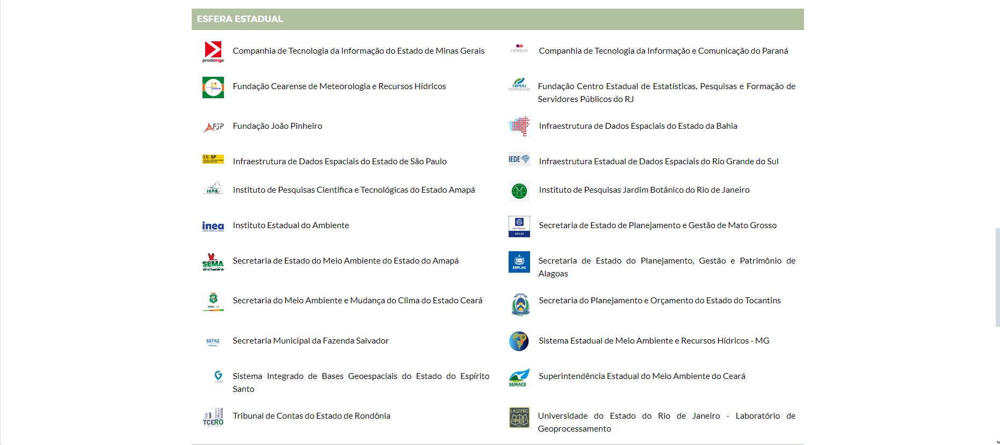 ESFERA ESTADUAL
prodemge
Companhia de Tecnologia da Informação do Estado de Minas Gerais
celepar
Companhia de Tecnologia da Informação e Comunicação do Paraná
Fundação Cearense de Meteorologia e Recursos Hídricos
CEPERJ
Fundação Centro Estadual de Estatísticas, Pesquisas e Formação de
Servidores Públicos do RJ
FJP
Fundação João Pinheiro
Infraestrutura de Dados Espaciais do Estado da Bahia
IDE-SP
Infraestrutura de Dados Espaciais do Estado de São Paulo
IEDE
Infraestrutura Estadual de Dados Espaciais do Rio Grande do Sul
IEPA
Instituto de Pesquisas Cientifica e Tecnológicas do Estado Amapá
Instituto de Pesquisas Jardim Botânico do Rio de Janeiro
inea
Instituto Estadual do Ambiente
MATO GROSSO
SEPLAN
Secretaria de Estado de Planejamento e Gestão de Mato Grosso
SEMA
Secretaria de Estado do Meio Ambiente do Estado do Amapá
SEPLAG
Secretaria de Estado do Planejamento, Gestão e Patrimônio de
Alagoas
Secretaria do Meio Ambiente e Mudança do Clima do Estado Ceará
Secretaria do Planejamento e Orçamento do Estado do Tocantins
SEFAZ
Secretaria Municipal da Fazenda Salvador
Sistema Estadual de Meio Ambiente e Recursos Hídricos - MG
Sistema Integrado de Bases Geoespaciais do Estado do Espírito
Santo
SEMACE
Superintendência Estadual do Meio Ambiente do Ceará
TCERO
Tribunal de Contas do Estado de Rondônia
LAGEPRO
Universidade do Estado do Rio de Janeiro - Laboratório de
Geoprocessamento